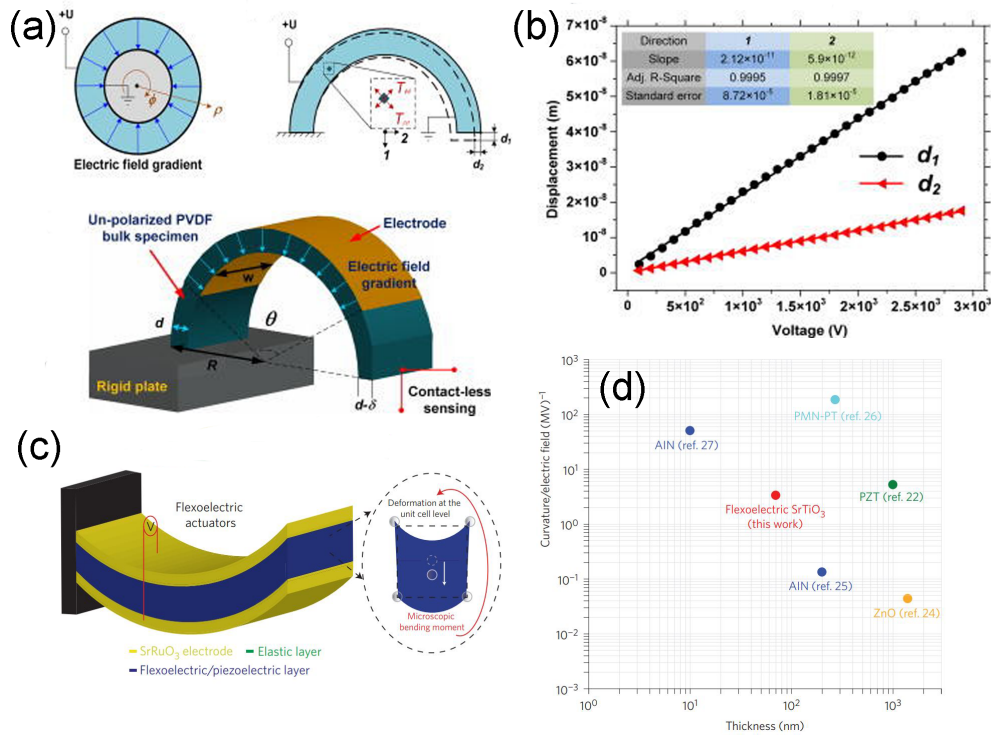 (a)
+U
ϕ
ρ
Electric field gradient
+U
Tθθ
Tρρ
2
1
d₁
d₂
Un-polarized PVDF
bulk specimen
Electrode
Electric field
gradient
w
d
θ
R
Rigid plate
d-δ
Contact-less
sensing
(b)
Displacement (m)
7×10⁻⁸
6×10⁻⁸
5×10⁻⁸
4×10⁻⁸
3×10⁻⁸
2×10⁻⁸
1×10⁻⁸
0
Direction 1 2
Slope 2.12×10⁻¹¹ 5.9×10⁻¹²
Adj. R-Square 0.9995 0.9997
Standard error 8.72×10⁻⁵ 1.81×10⁻⁵
d₁
d₂
0 5×10² 1×10³ 1.5×10³ 2×10³ 2.5×10³ 3×10³
Voltage (V)
(c)
Flexoelectric
actuators
V
Deformation at the
unit cell level
Microscopic
bending moment
SrRuO₃ electrode Elastic layer
Flexoelectric/piezoelectric layer
(d)
Curvature/electric field (MV)⁻¹
10³
10²
10¹
10⁰
10⁻¹
10⁻²
10⁻³
PMN-PT (ref. 26)
AlN (ref. 27)
PZT (ref. 22)
Flexoelectric SrTiO₃
(this work)
AlN (ref. 25)
ZnO (ref. 24)
10⁰ 10¹ 10² 10³
Thickness (nm)